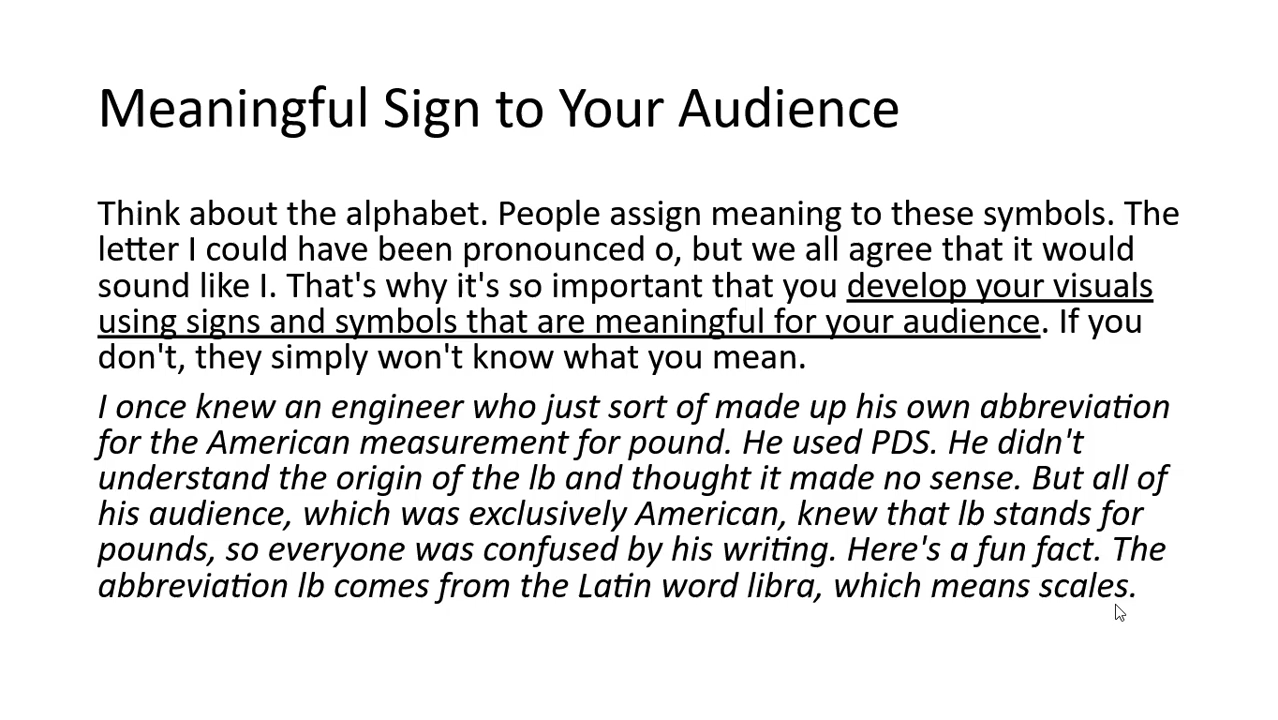 Meaningful Sign to Your Audience
Think about the alphabet. People assign meaning to these symbols. The
letter I could have been pronounced o, but we all agree that it would
sound like I. That's why it's so important that you develop your visuals
using signs and symbols that are meaningful for your audience. If you
don't, they simply won't know what you mean.
I once knew an engineer who just sort of made up his own abbreviation
for the American measurement for pound. He used PDS. He didn't
understand the origin of the lb and thought it made no sense. But all of
his audience, which was exclusively American, knew that lb stands for
pounds, so everyone was confused by his writing. Here's a fun fact. The
abbreviation lb comes from the Latin word libra, which means scales.